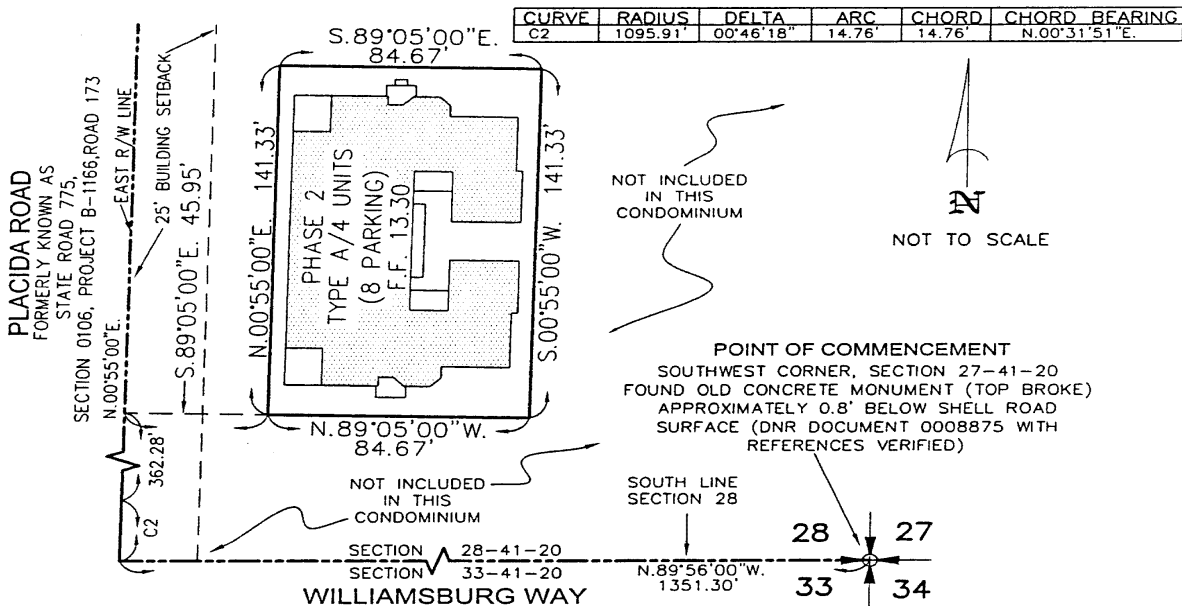 CURVE RADIUS DELTA ARC CHORD CHORD BEARING
C2 1095.91' 00°46'18" 14.76' 14.76' N.00°31'51"E.
S.89°05'00"E.
84.67'
PLACIDA ROAD
FORMERLY KNOWN AS
STATE ROAD 775,
SECTION 0106, PROJECT B-1166,ROAD 173
N.00°55'00"E.
EAST R/W LINE
25' BUILDING SETBACK
S.89°05'00"E. 45.95'
N.00°55'00"E. 141.33'
PHASE 2
TYPE A/4 UNITS
(8 PARKING)
F.F. 13.30
S.00°55'00"W. 141.33'
NOT INCLUDED
IN THIS
CONDOMINIUM
N
NOT TO SCALE
N.89°05'00"W.
84.67'
POINT OF COMMENCEMENT
SOUTHWEST CORNER, SECTION 27-41-20
FOUND OLD CONCRETE MONUMENT (TOP BROKE)
APPROXIMATELY 0.8' BELOW SHELL ROAD
SURFACE (DNR DOCUMENT 0008875 WITH
REFERENCES VERIFIED)
362.28'
C2
NOT INCLUDED
IN THIS
CONDOMINIUM
SOUTH LINE
SECTION 28
28 27
SECTION 28-41-20
SECTION 33-41-20
N.89°56'00"W.
1351.30'
33 34
WILLIAMSBURG WAY